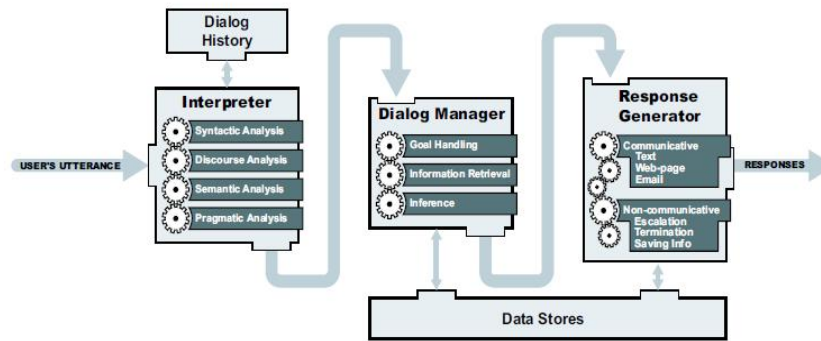 Dialog
History
USER'S UTTERANCE
Interpreter
Syntactic Analysis
Discourse Analysis
Semantic Analysis
Pragmatic Analysis
Dialog Manager
Goal Handling
Information Retrieval
Inference
Response
Generator
Communicative
Text
Web-page
Email
Non-communicative
Escalation
Termination
Saving Info
RESPONSES
Data Stores